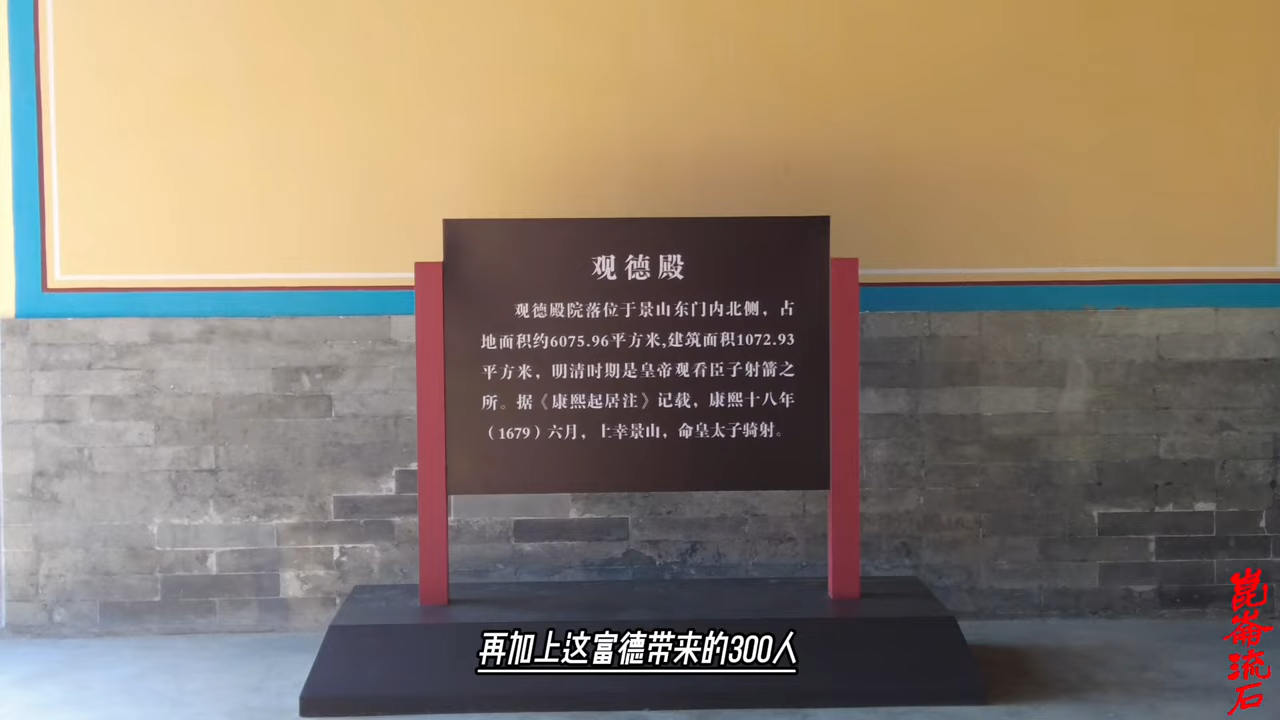 观德殿
观德殿院落位于景山东门内北侧，占
地面积约6075.96平方米,建筑面积1072.93
平方米，明清时期是皇帝观看臣子射箭之
所。据《康熙起居注》记载，康熙十八年
（1679）六月，上幸景山，命皇太子骑射。
再加上这富德带来的300人
崑崙流石